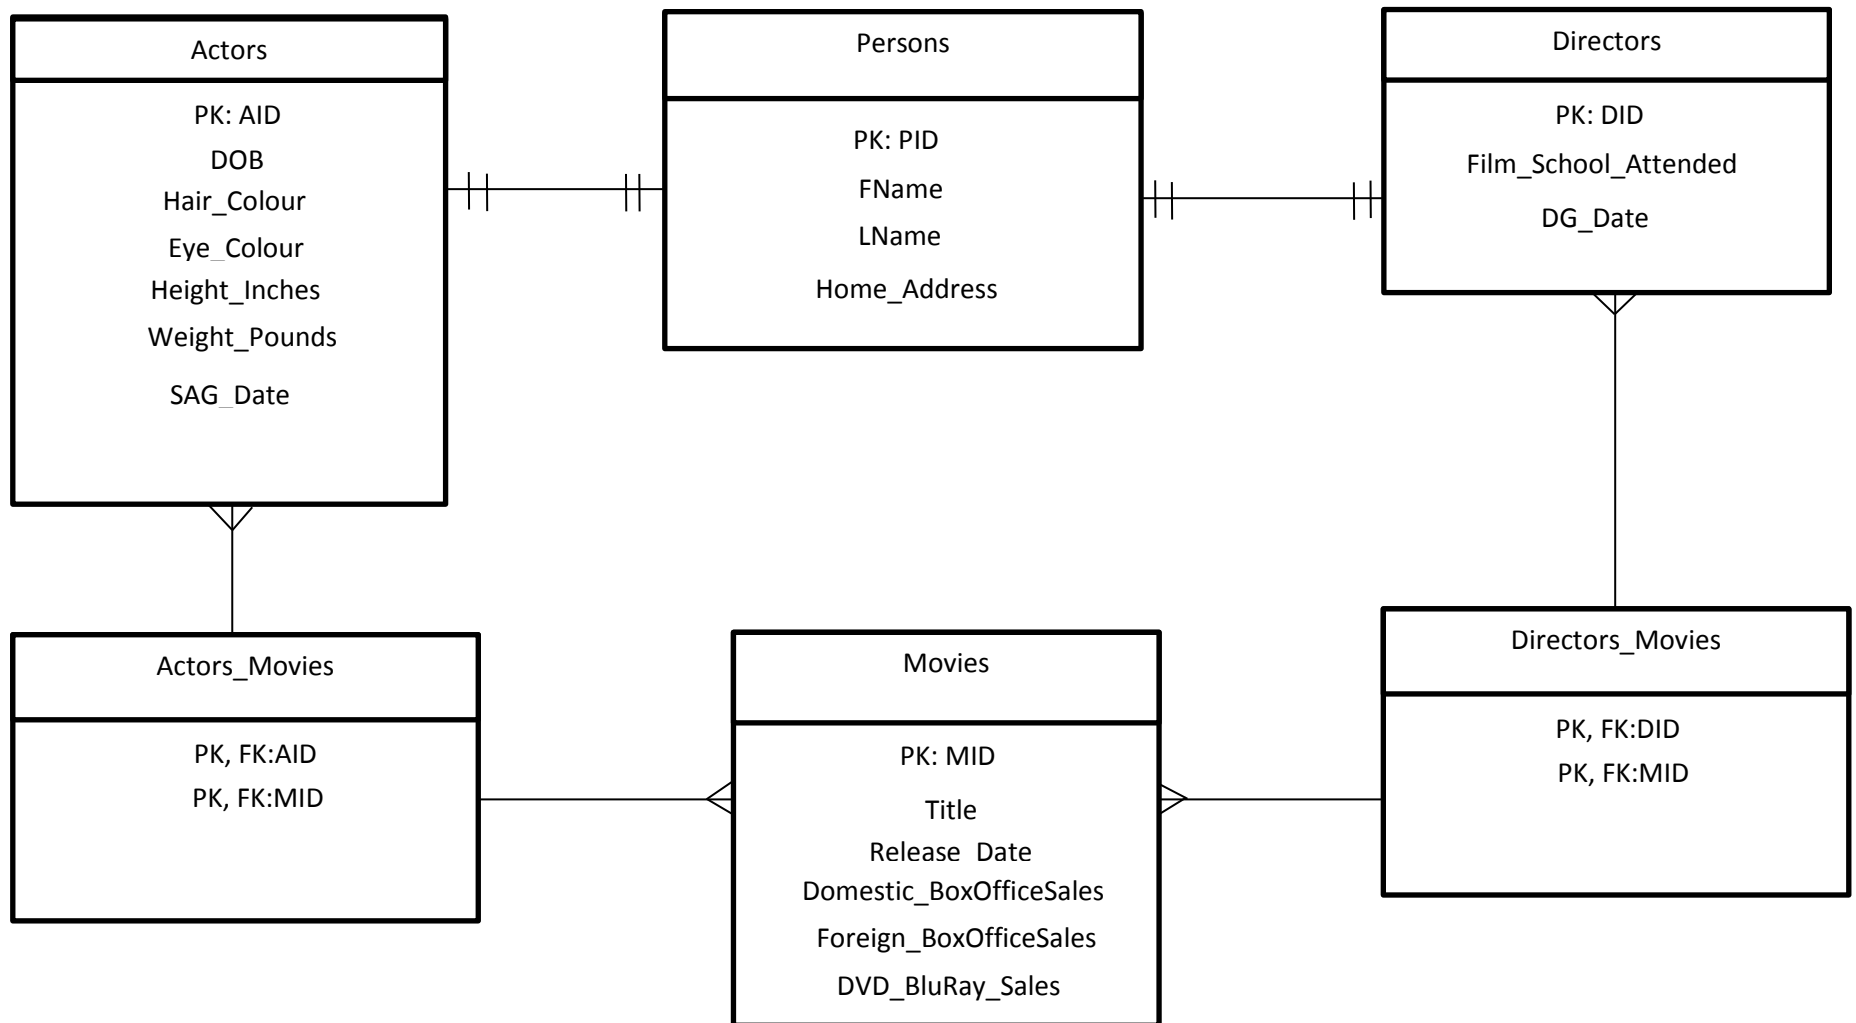 Actors
PK: AID
DOB
Hair_Colour
Eye_Colour
Height_Inches
Weight_Pounds
SAG_Date
Persons
PK: PID
FName
LName
Home_Address
Directors
PK: DID
Film_School_Attended
DG_Date
Actors_Movies
PK, FK:AID
PK, FK:MID
Movies
PK: MID
Title
Release_Date
Domestic_BoxOfficeSales
Foreign_BoxOfficeSales
DVD_BluRay_Sales
Directors_Movies
PK, FK:DID
PK, FK:MID